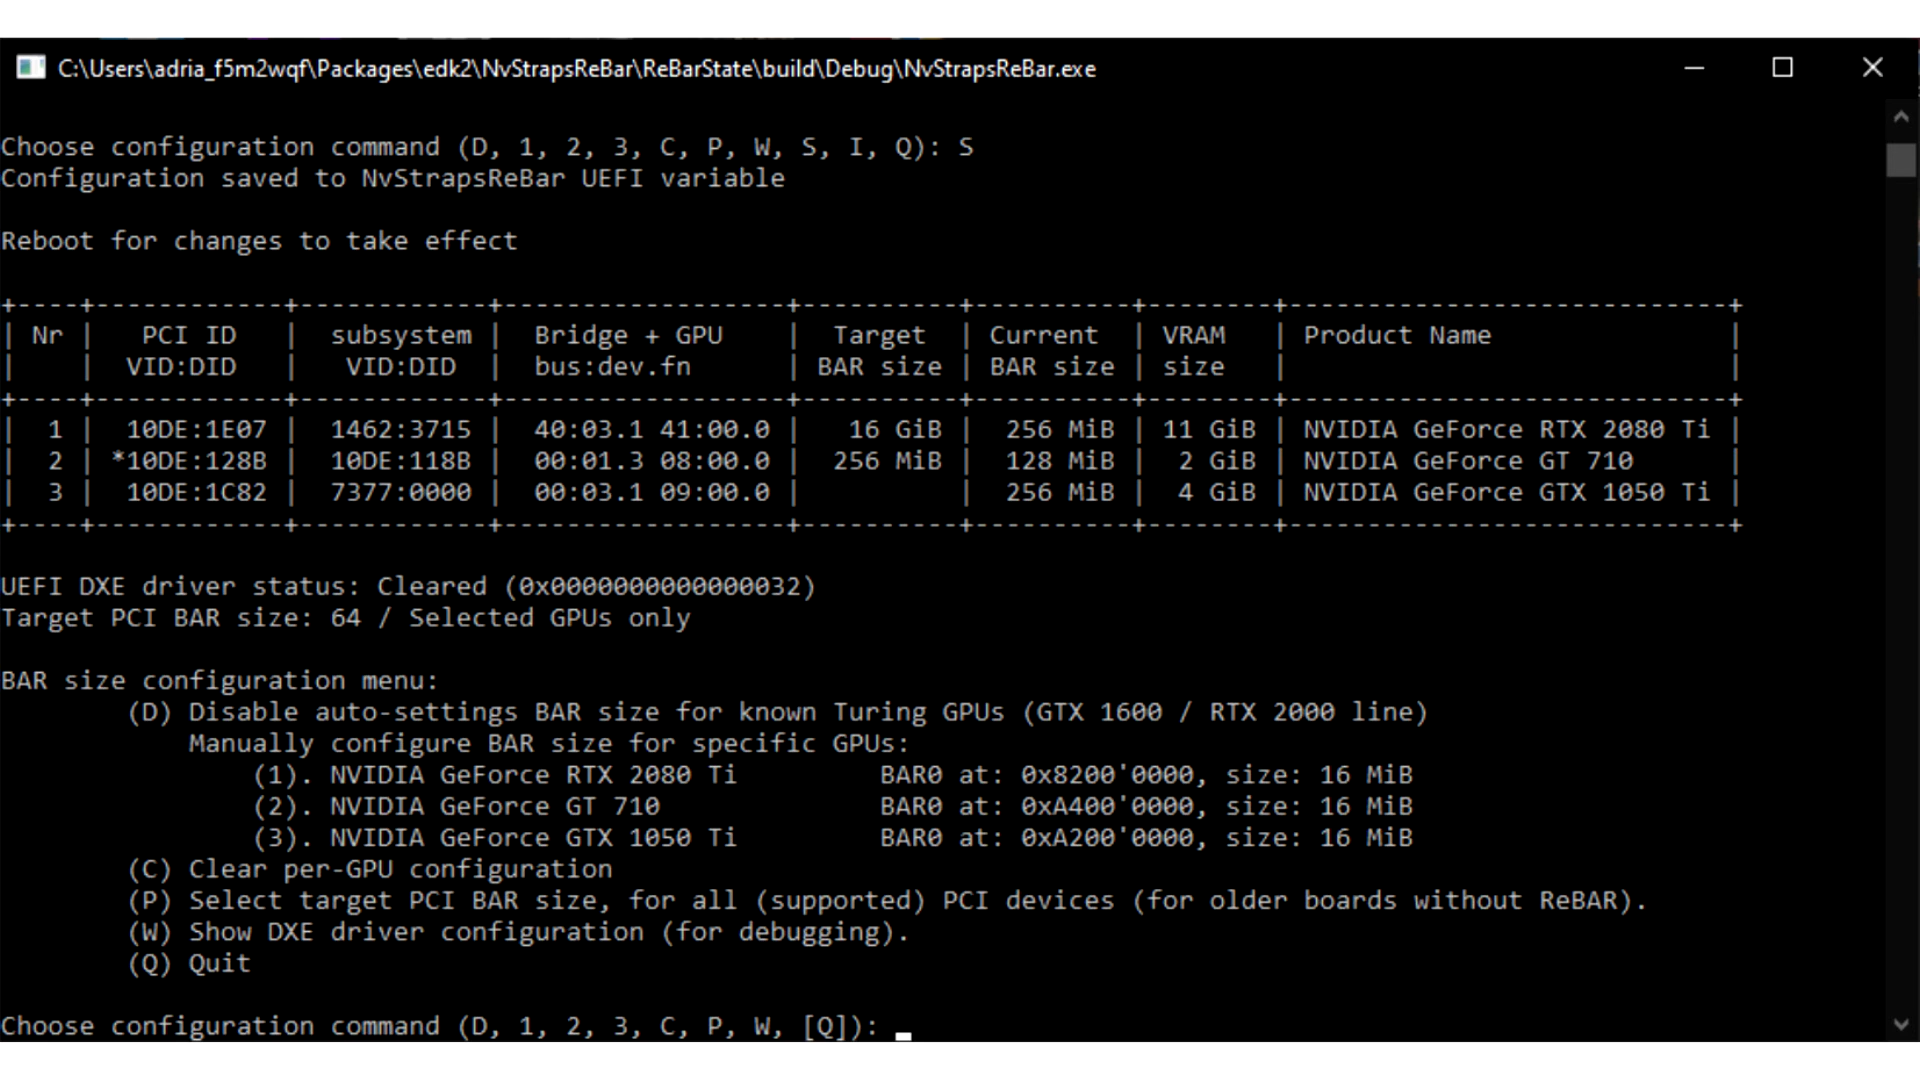 C:\Users\adria_f5m2wqf\Packages\edk2\NvStrapsReBar\ReBarState\build\Debug\NvStrapsReBar.exe
Choose configuration command (D, 1, 2, 3, C, P, W, S, I, Q): S
Configuration saved to NvStrapsReBar UEFI variable
Reboot for changes to take effect
+----+------------+------------+------------------+----------+----------+--------+----------------------------+
| Nr |   PCI ID   |  subsystem |  Bridge + GPU    |  Target  | Current  | VRAM   | Product Name               |
|    |  VID:DID   |   VID:DID  |  bus:dev.fn      | BAR size | BAR size | size   |                            |
+----+------------+------------+------------------+----------+----------+--------+----------------------------+
|  1 |  10DE:1E07 |  1462:3715 |  40:03.1 41:00.0 |   16 GiB |  256 MiB | 11 GiB | NVIDIA GeForce RTX 2080 Ti |
|  2 | *10DE:128B |  10DE:118B |  00:01.3 08:00.0 |  256 MiB |  128 MiB |  2 GiB | NVIDIA GeForce GT 710      |
|  3 |  10DE:1C82 |  7377:0000 |  00:03.1 09:00.0 |          |  256 MiB |  4 GiB | NVIDIA GeForce GTX 1050 Ti |
+----+------------+------------+------------------+----------+----------+--------+----------------------------+
UEFI DXE driver status: Cleared (0x0000000000000032)
Target PCI BAR size: 64 / Selected GPUs only
BAR size configuration menu:
(D) Disable auto-settings BAR size for known Turing GPUs (GTX 1600 / RTX 2000 line)
Manually configure BAR size for specific GPUs:
(1). NVIDIA GeForce RTX 2080 Ti         BAR0 at: 0x8200'0000, size: 16 MiB
(2). NVIDIA GeForce GT 710              BAR0 at: 0xA400'0000, size: 16 MiB
(3). NVIDIA GeForce GTX 1050 Ti         BAR0 at: 0xA200'0000, size: 16 MiB
(C) Clear per-GPU configuration
(P) Select target PCI BAR size, for all (supported) PCI devices (for older boards without ReBAR).
(W) Show DXE driver configuration (for debugging).
(Q) Quit
Choose configuration command (D, 1, 2, 3, C, P, W, [Q]):